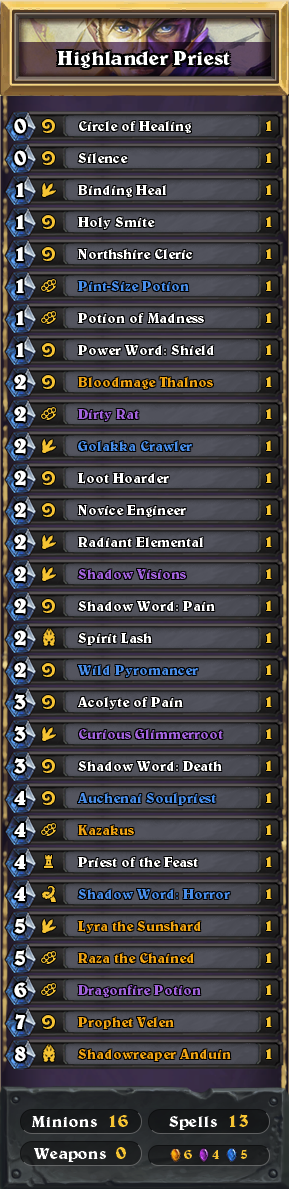 Highlander Priest
0 Circle of Healing 1
0 Silence 1
1 Binding Heal 1
1 Holy Smite 1
1 Northshire Cleric 1
1 Pint-Size Potion 1
1 Potion of Madness 1
1 Power Word: Shield 1
2 Bloodmage Thalnos 1
2 Dirty Rat 1
2 Golakka Crawler 1
2 Loot Hoarder 1
2 Novice Engineer 1
2 Radiant Elemental 1
2 Shadow Visions 1
2 Shadow Word: Pain 1
2 Spirit Lash 1
2 Wild Pyromancer 1
3 Acolyte of Pain 1
3 Curious Glimmerroot 1
3 Shadow Word: Death 1
4 Auchenai Soulpriest 1
4 Kazakus 1
4 Priest of the Feast 1
4 Shadow Word: Horror 1
5 Lyra the Sunshard 1
5 Raza the Chained 1
6 Dragonfire Potion 1
7 Prophet Velen 1
8 Shadowreaper Anduin 1
Minions 16 Spells 13
Weapons 0 6 4 5